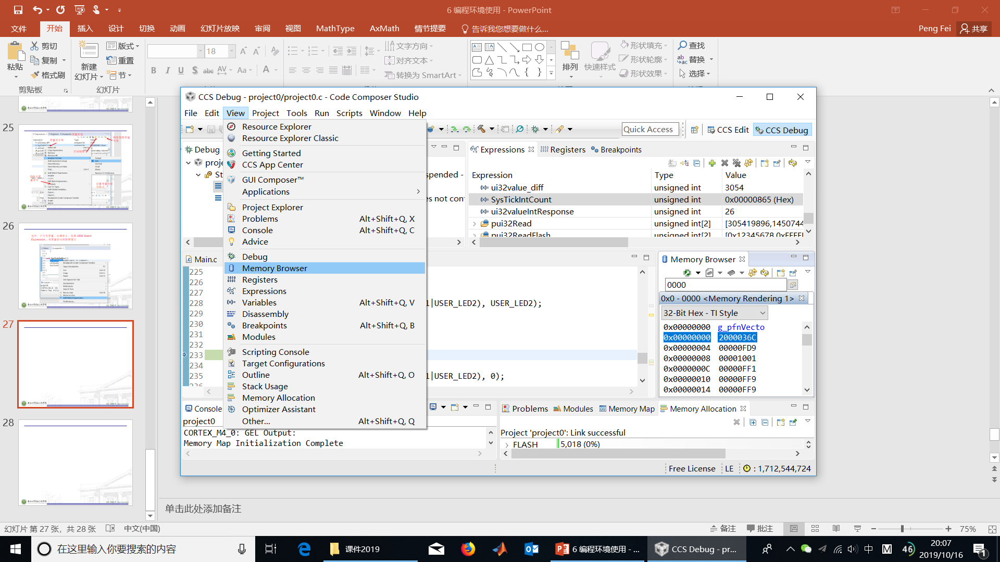 6 编程环境使用 - PowerPoint
文件 开始 插入 设计 切换 动画 幻灯片放映 审阅 视图 MathType AxMath 情节提要 告诉我您想要做什么... Peng Fei 共享
粘贴 剪切 复制 格式刷 剪贴板
新建 幻灯片 版式 重置 节 幻灯片
18
B I U S abc AV Aa A
文字方向
对齐文本
转换为 SmartArt
排列 快速样式 形状填充 形状轮廓 形状效果
查找
替换
选择
25
26
27
28
CCS Debug - project0/project0.c - Code Composer Studio
File Edit View Project Tools Run Scripts Window Help
Quick Access CCS Edit CCS Debug
Resource Explorer
Resource Explorer Classic
Getting Started
CCS App Center
GUI Composer™
Applications
Project Explorer
Problems Alt+Shift+Q, X
Console Alt+Shift+Q, C
Advice
Debug
Memory Browser
Registers
Expressions
Variables Alt+Shift+Q, V
Disassembly
Breakpoints Alt+Shift+Q, B
Modules
Scripting Console
Target Configurations
Outline Alt+Shift+Q, O
Stack Usage
Memory Allocation
Optimizer Assistant
Other... Alt+Shift+Q, Q
Debug
proje
St
spended -
es not con
Expressions Registers Breakpoints
Expression Type Value
ui32value_diff unsigned int 3054
SysTickIntCount unsigned int 0x00000865 (Hex)
ui32valueIntResponse unsigned int 26
pui32Read unsigned int[2] [305419896,1450744
pui32ReadFlash unsigned int[2]
Main.c
225
226
227
228 1|USER_LED2), USER_LED2);
229
230
231
232
233
234
235 1|USER_LED2), 0);
236
Memory Browser
0000
0x0 - 0000 <Memory Rendering 1>
32-Bit Hex - TI Style
0x00000000 g_pfnVecto
0x00000000 2000036C
0x00000004 00000FD9
0x00000008 00001001
0x0000000C 00000FF1
0x00000010 00000FF9
0x00000014 00000FF9
Console
project0
CORTEX_M4_0: GEL Output:
Memory Map Initialization Complete
Problems Modules Memory Map Memory Allocation
Project 'project0': Link successful
FLASH 5,018 (0%)
Free License LE : 1,712,544,724
单击此处添加备注
幻灯片 第 27 张，共 28 张 中文(中国) 备注 批注 75%
在这里输入你要搜索的内容 课件2019 6 编程环境使用 - ... CCS Debug - pr... 中 M 46 20:07
2019/10/16 1